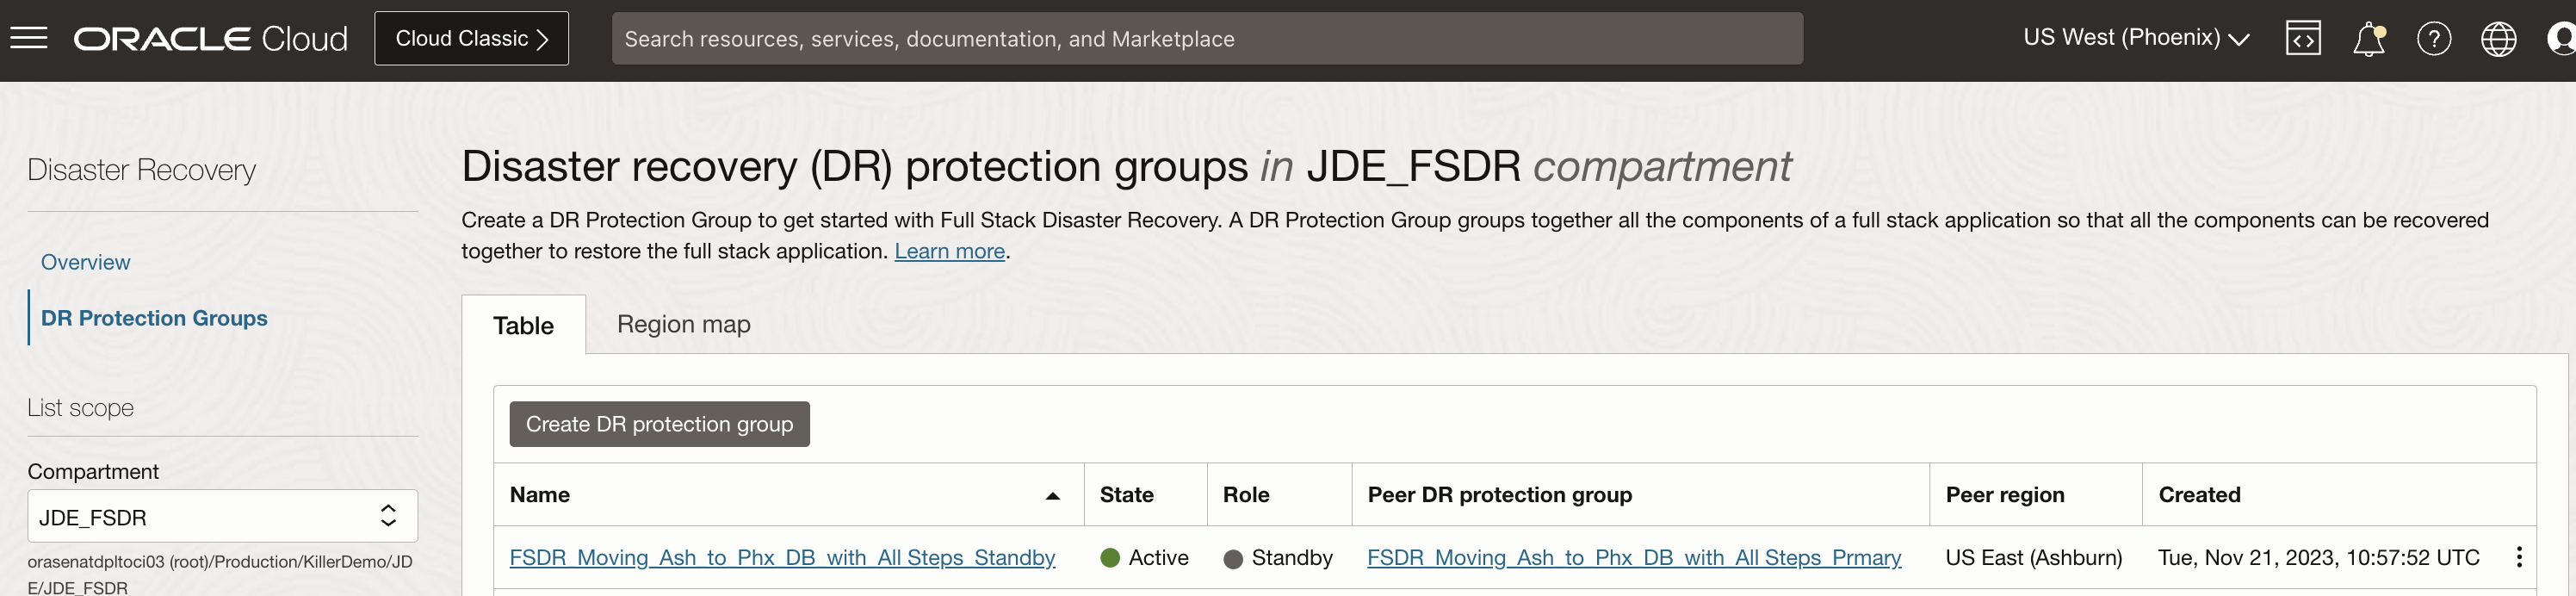 ORACLE Cloud
Cloud Classic
Search resources, services, documentation, and Marketplace
US West (Phoenix)
Disaster Recovery
Overview
DR Protection Groups
List scope
Compartment
JDE_FSDR
orasenatdpltoci03 (root)/Production/KillerDemo/JD
E/JDE_FSDR
Disaster recovery (DR) protection groups in JDE_FSDR compartment
Create a DR Protection Group to get started with Full Stack Disaster Recovery. A DR Protection Group groups together all the components of a full stack application so that all the components can be recovered
together to restore the full stack application. Learn more.
Table Region map
Create DR protection group
Name State Role Peer DR protection group Peer region Created
FSDR_Moving_Ash_to_Phx_DB_with_All Steps_Standby Active Standby FSDR_Moving_Ash_to_Phx_DB_with_All Steps_Prmary US East (Ashburn) Tue, Nov 21, 2023, 10:57:52 UTC